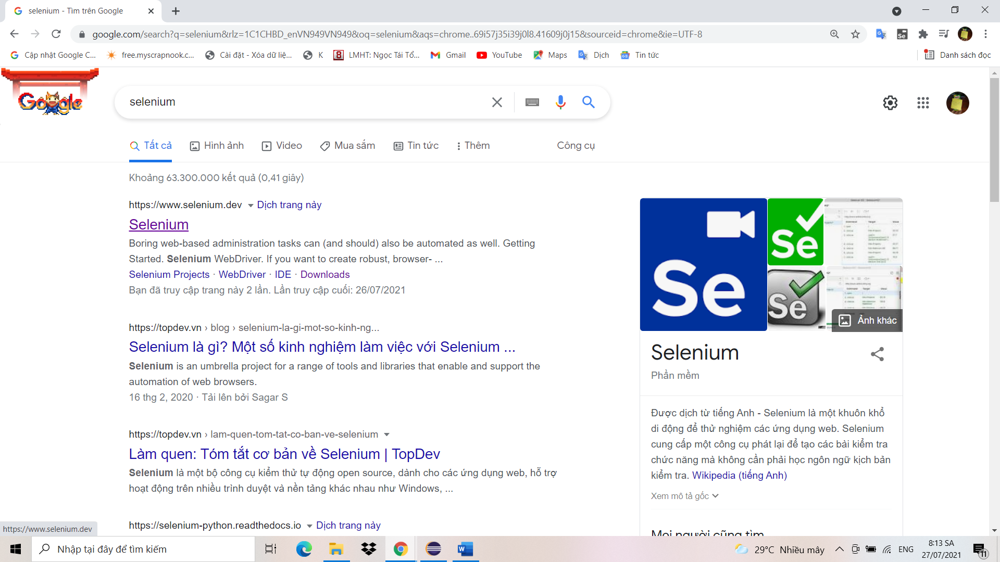 selenium - Tìm trên Google
google.com/search?q=selenium&rlz=1C1CHBD_enVN949VN949&oq=selenium&aqs=chrome..69i57j35i39j0l8.41609j0j15&sourceid=chrome&ie=UTF-8
Se
Cập nhật Google C...
free.myscrapnook.c...
Cài đặt - Xóa dữ liệ...
K
8
LMHT: Ngọc Tái Tổ...
Gmail
YouTube
Maps
Dịch
Tin tức
Danh sách đọc
Google
selenium
Tất cả
Hình ảnh
Video
Mua sắm
Tin tức
Thêm
Công cụ
Khoảng 63.300.000 kết quả (0,41 giây)
https://www.selenium.dev Dịch trang này
Selenium
Boring web-based administration tasks can (and should) also be automated as well. Getting
Started. Selenium WebDriver. If you want to create robust, browser- ...
Selenium Projects · WebDriver · IDE · Downloads
Bạn đã truy cập trang này 2 lần. Lần truy cập cuối: 26/07/2021
https://topdev.vn › blog › selenium-la-gi-mot-so-kinh-ng...
Selenium là gì? Một số kinh nghiệm làm việc với Selenium ...
Selenium is an umbrella project for a range of tools and libraries that enable and support the
automation of web browsers.
16 thg 2, 2020 · Tải lên bởi Sagar S
https://topdev.vn › lam-quen-tom-tat-co-ban-ve-selenium
Làm quen: Tóm tắt cơ bản về Selenium | TopDev
Selenium là một bộ công cụ kiểm thử tự động open source, dành cho các ứng dụng web, hỗ trợ
hoạt động trên nhiều trình duyệt và nền tảng khác nhau như Windows, ...
https://selenium-python.readthedocs.io Dịch trang này
Se
Se
Se
Ảnh khác
Selenium
Phần mềm
Được dịch từ tiếng Anh - Selenium là một khuôn khổ
di động để thử nghiệm các ứng dụng web. Selenium
cung cấp một công cụ phát lại để tạo các bài kiểm tra
chức năng mà không cần phải học ngôn ngữ kịch bản
kiểm tra. Wikipedia (tiếng Anh)
Xem mô tả gốc
Mọi người cũng tìm
https://www.selenium.dev
Nhập tại đây để tìm kiếm
W
29°C Nhiều mây
ENG
8:13 SA
27/07/2021
11